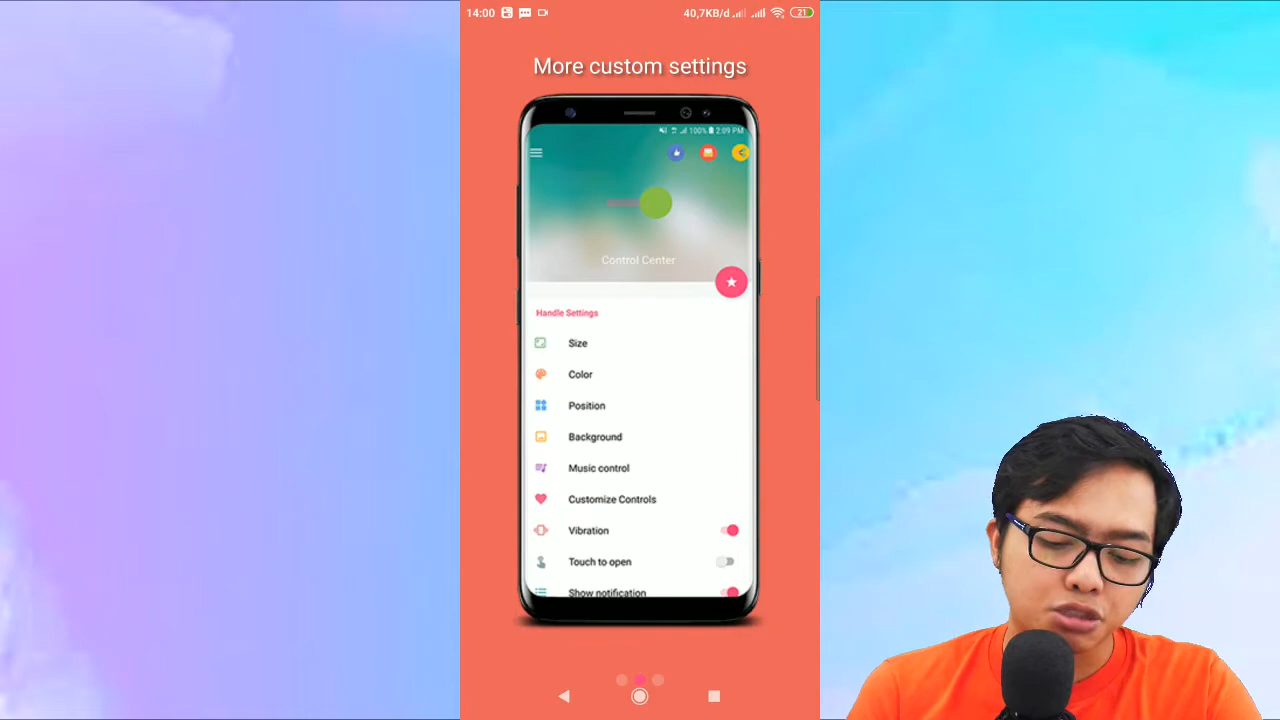 14:00 40,7KB/d 21
More custom settings
100% 2:09 PM
Control Center
Handle Settings
Size
Color
Position
Background
Music control
Customize Controls
Vibration
Touch to open
Show notification